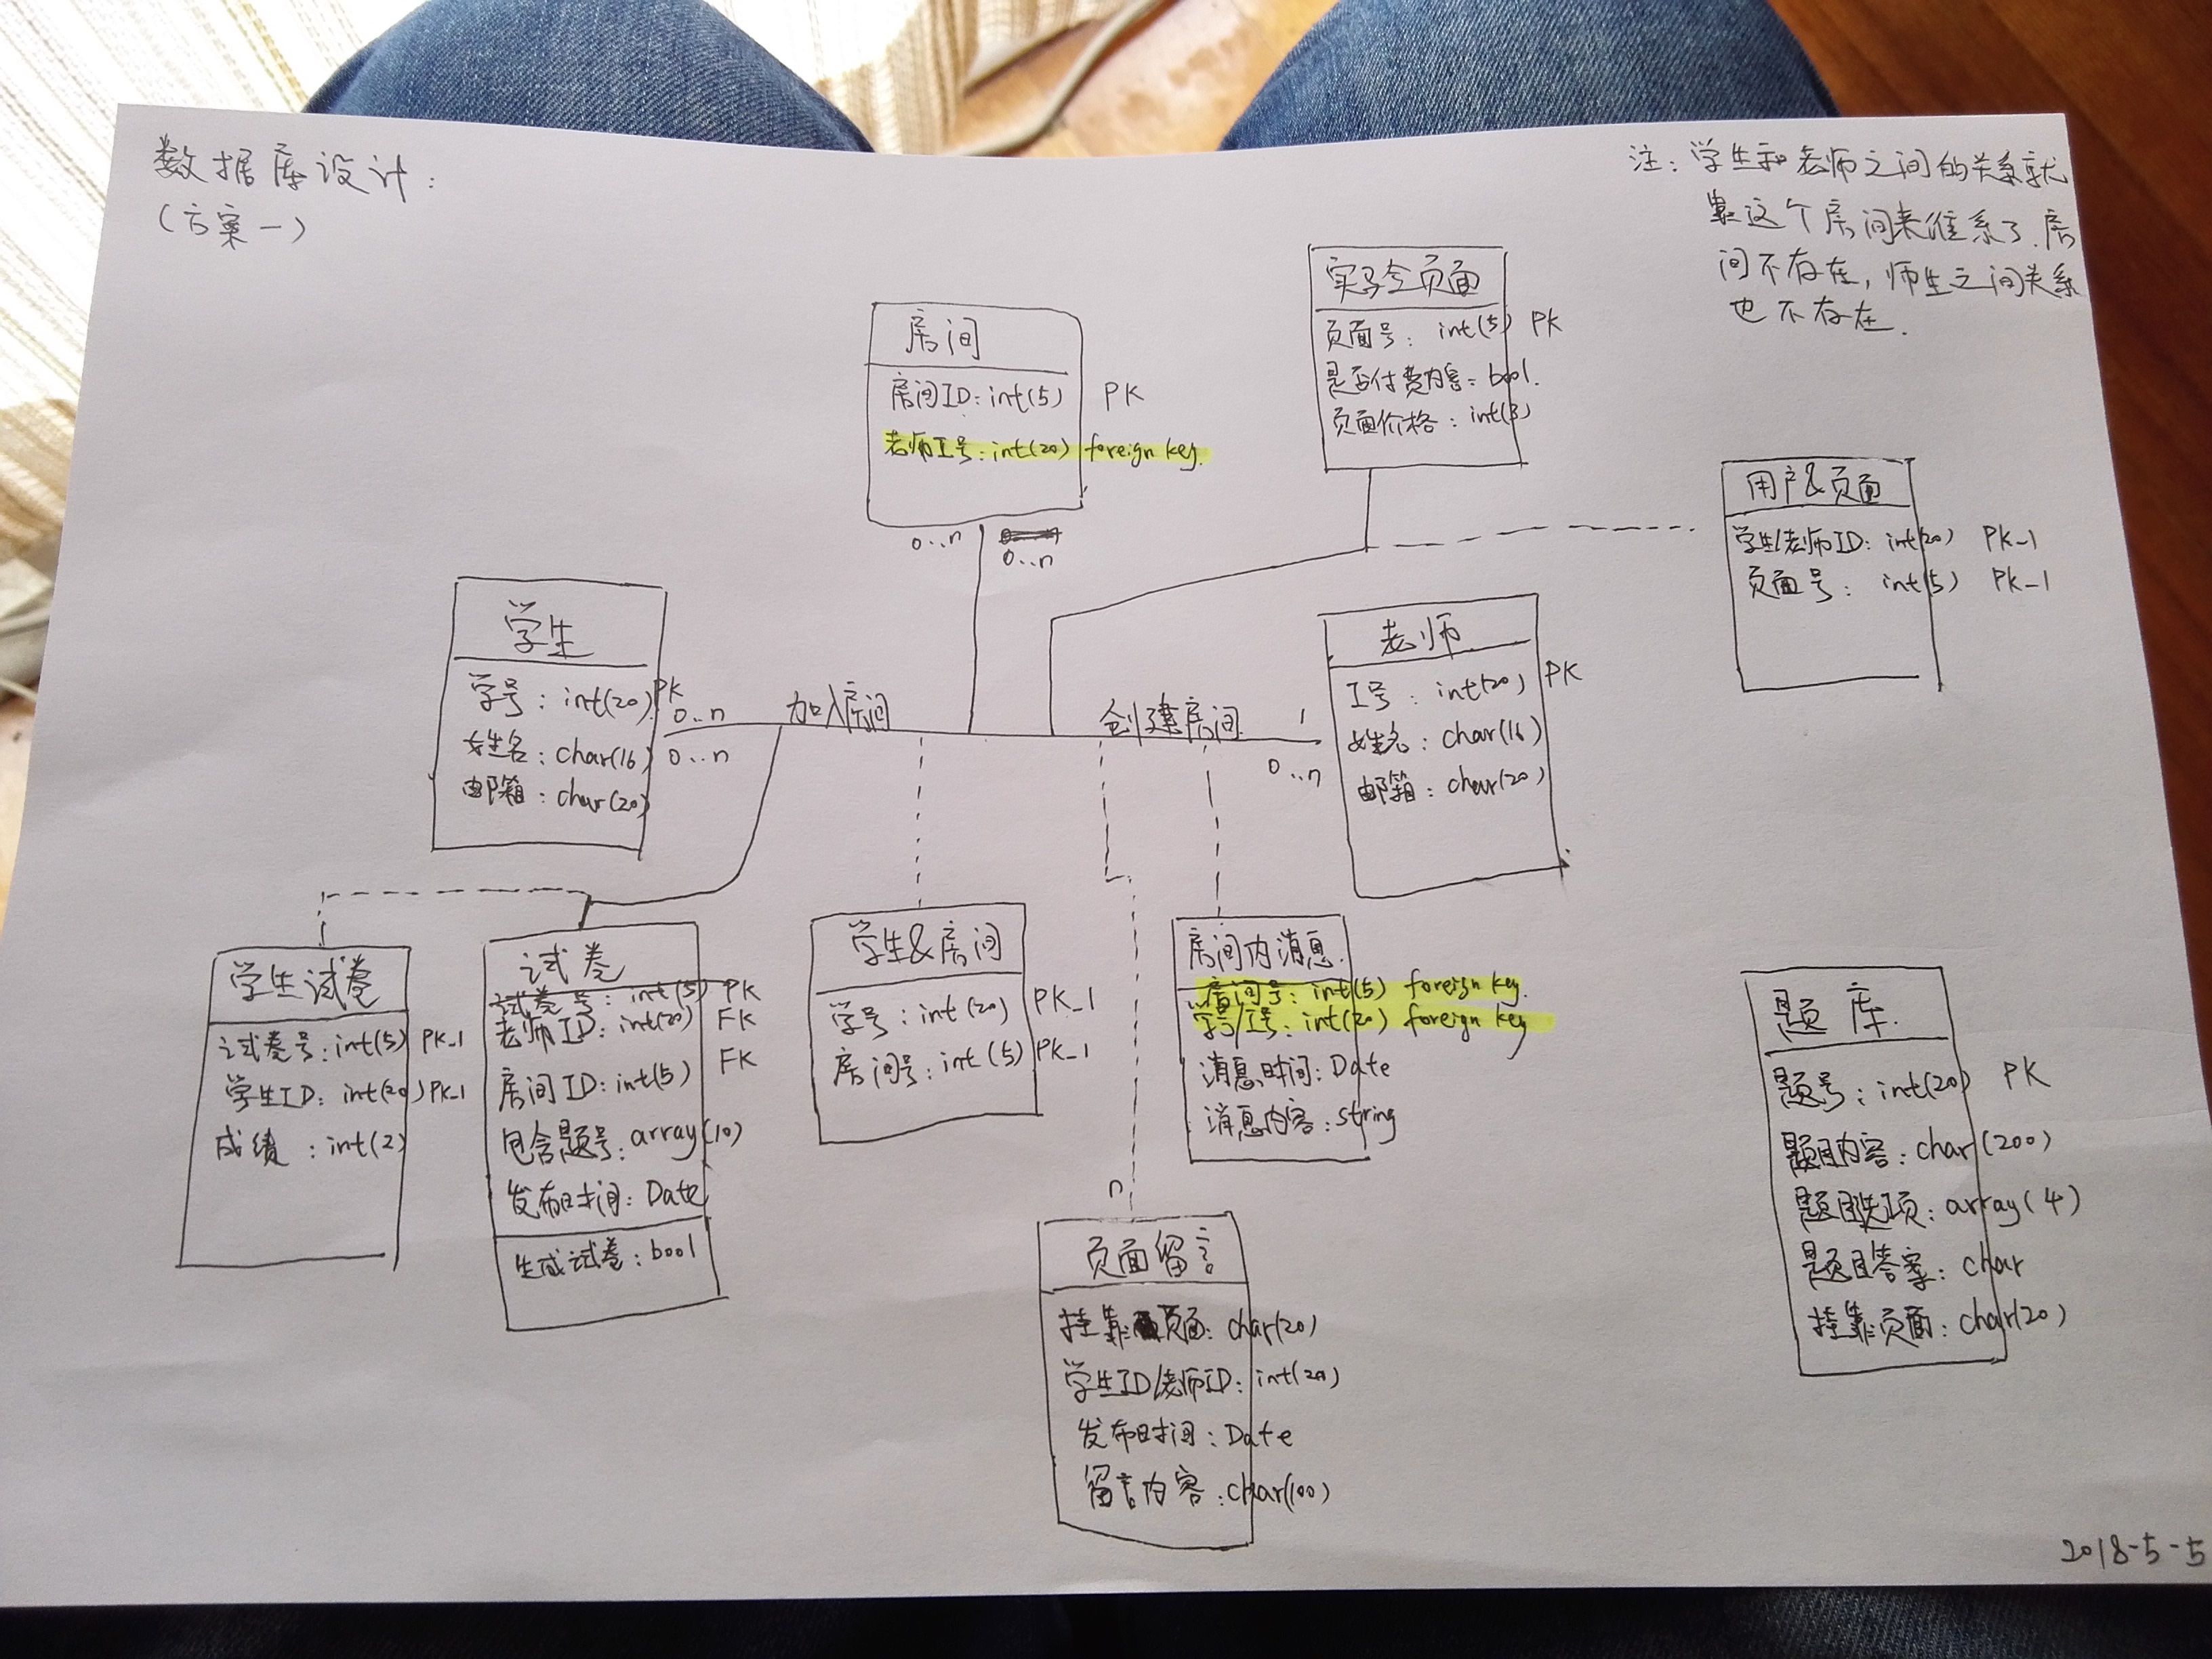 数据库设计:
(方案一)
注: 学生和老师之间的关系就
靠这个房间来维系了.房
间不存在,师生之间关系
也不存在.
房间
房间ID: int(5) PK
老师工号: int(20) foreign key.
0..n
0..n
实验页面
页面号: int(5) PK
是否付费内容: bool.
页面价格: int(3)
用户&页面
学生/老师ID: int(20) PK_1
页面号: int(5) PK_1
学生
学号: int(20) PK
姓名: char(16)
邮箱: char(20)
0..n
0..n
加入房间
创建房间
1
0..n
老师
工号: int(20) PK
姓名: char(16)
邮箱: char(20)
学生试卷
试卷号: int(5) PK_1
学生ID: int(20) PK_1
成绩: int(2)
试卷
试卷号: int(5) PK
老师ID: int(20) FK
房间ID: int(5) FK
包含题号: array(10)
发布时间: Date
生成试卷: bool
学生&房间
学号: int(20) PK_1
房间号: int(5) PK_1
房间内消息.
房间号: int(5) foreign key.
学号/工号: int(20) foreign key
消息时间: Date
消息内容: string
n
页面留言
挂靠页面: char(20)
学生ID/老师ID: int(20)
发布时间: Date
留言内容: char(100)
题库.
题号: int(20) PK
题目内容: char(200)
题目选项: array(4)
题目答案: char
挂靠页面: char(20)
2018-5-5